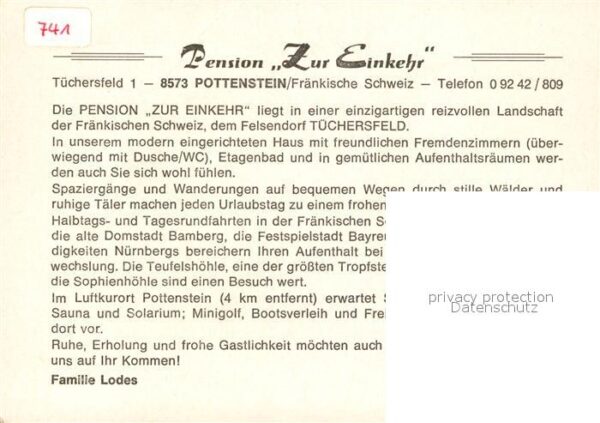 741
Pension „Zur Einkehr"
Tüchersfeld 1 — 8573 POTTENSTEIN/Fränkische Schweiz — Telefon 0 92 42 / 809
Die PENSION „ZUR EINKEHR" liegt in einer einzigartigen reizvollen Landschaft
der Fränkischen Schweiz, dem Felsendorf TÜCHERSFELD.
In unserem modern eingerichteten Haus mit freundlichen Fremdenzimmern (über-
wiegend mit Dusche/WC), Etagenbad und in gemütlichen Aufenthaltsräumen wer-
den auch Sie sich wohl fühlen.
Spaziergänge und Wanderungen auf bequemen Wegen durch stille Wälder und
ruhige Täler machen jeden Urlaubstag zu einem frohen
Halbtags- und Tagesrundfahrten in der Fränkischen
die alte Domstadt Bamberg, die Festspielstadt
digkeiten Nürnbergs bereichern Ihren Aufenthalt bei
wechslung. Die Teufelshöhle, eine der größten
die Sophienhöhle sind einen Besuch wert.
Im Luftkurort Pottenstein (4 km entfernt) erwartet
Sauna und Solarium; Minigolf, Bootsverleih und
dort vor.
Ruhe, Erholung und frohe Gastlichkeit möchten auch
uns auf Ihr Kommen!
Familie Lodes
privacy protection
Datenschutz